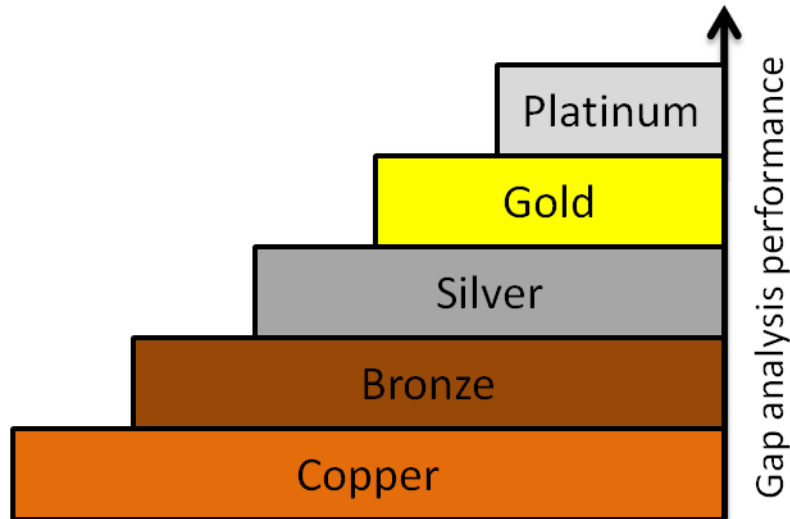 Platinum
Gold
Silver
Bronze
Copper
Gap analysis performance